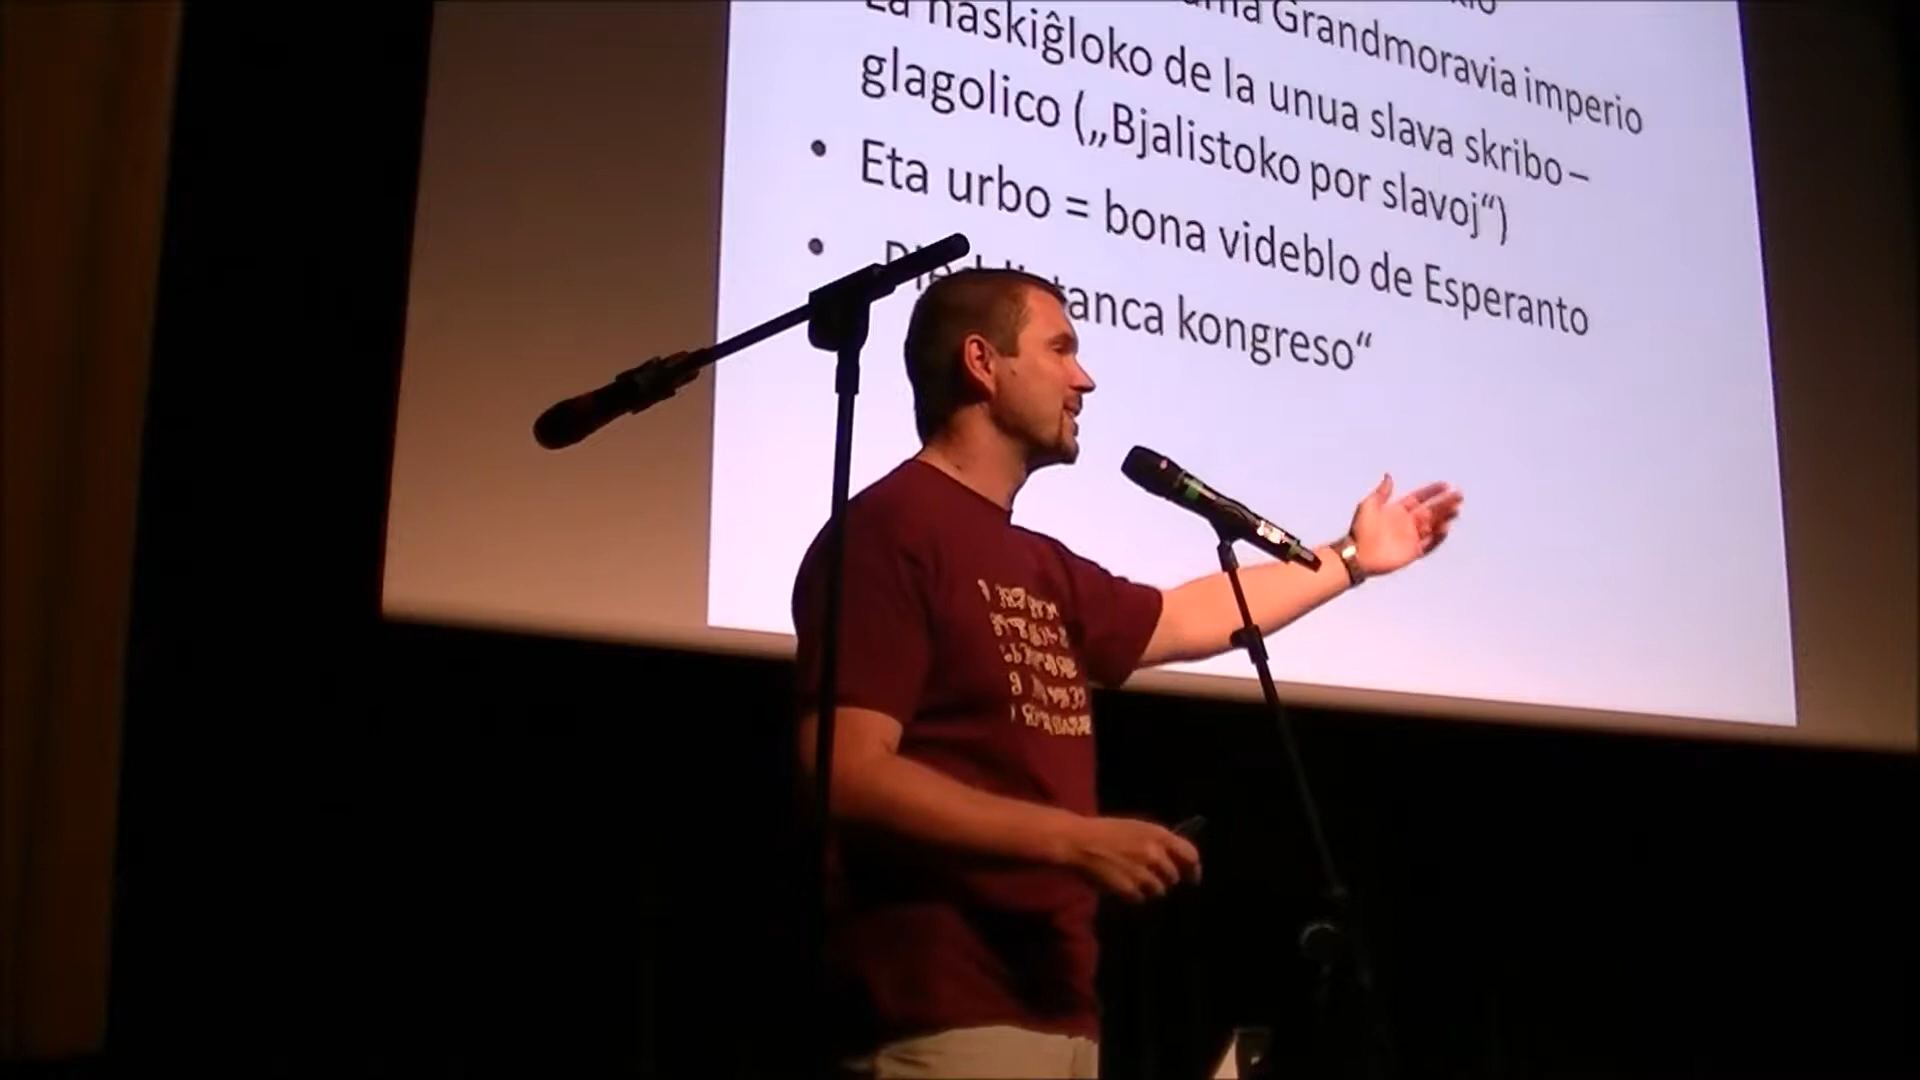 Grandmoravia imperio
La naskiĝloko de la unua slava skribo –
glagolico („Bjalistoko por slavoj“)
• Eta urbo = bona videblo de Esperanto
• kongreso“